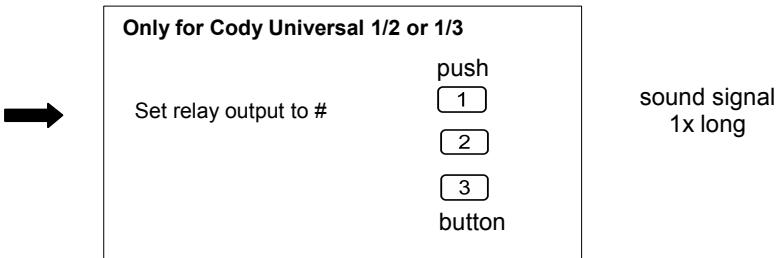 Only for Cody Universal 1/2 or 1/3
push
Set relay output to #
1
2
3
button
sound signal
1x long